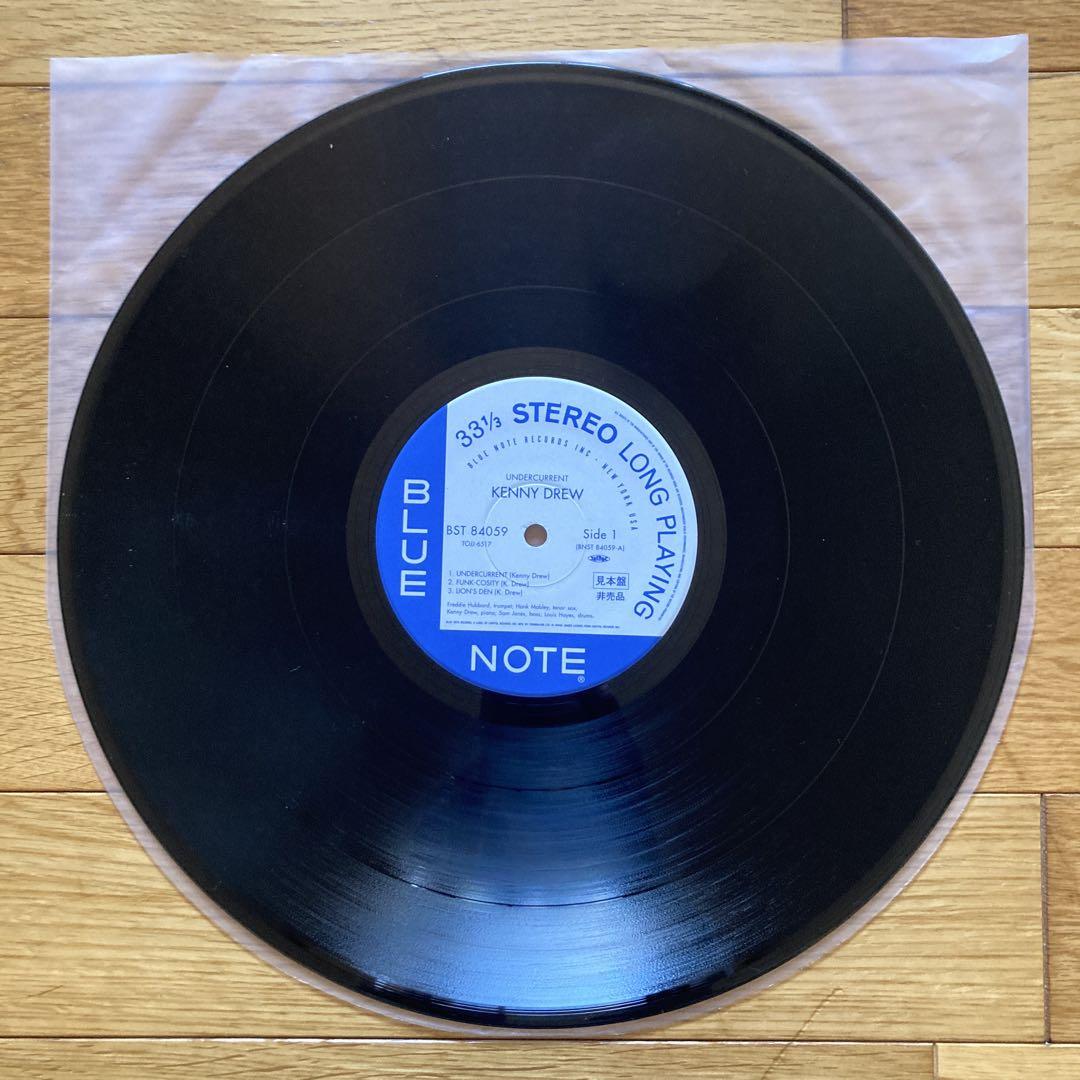 33 1/3 STEREO LONG PLAYING
BLUE NOTE RECORDS INC · NEW YORK USA
UNDERCURRENT
KENNY DREW
BLUE
BST 84059
TOJJ-6517
Side 1
(BNST 84059-A)
1. UNDERCURRENT (Kenny Drew)
2. FUNK-COSITY (K. Drew)
3. LION'S DEN (K. Drew)
見本盤
非売品
Freddie Hubbard, trumpet; Hank Mobley, tenor sax,
Kenny Drew, piano; Sam Jones, bass, Louis Hayes, drums.
NOTE
®